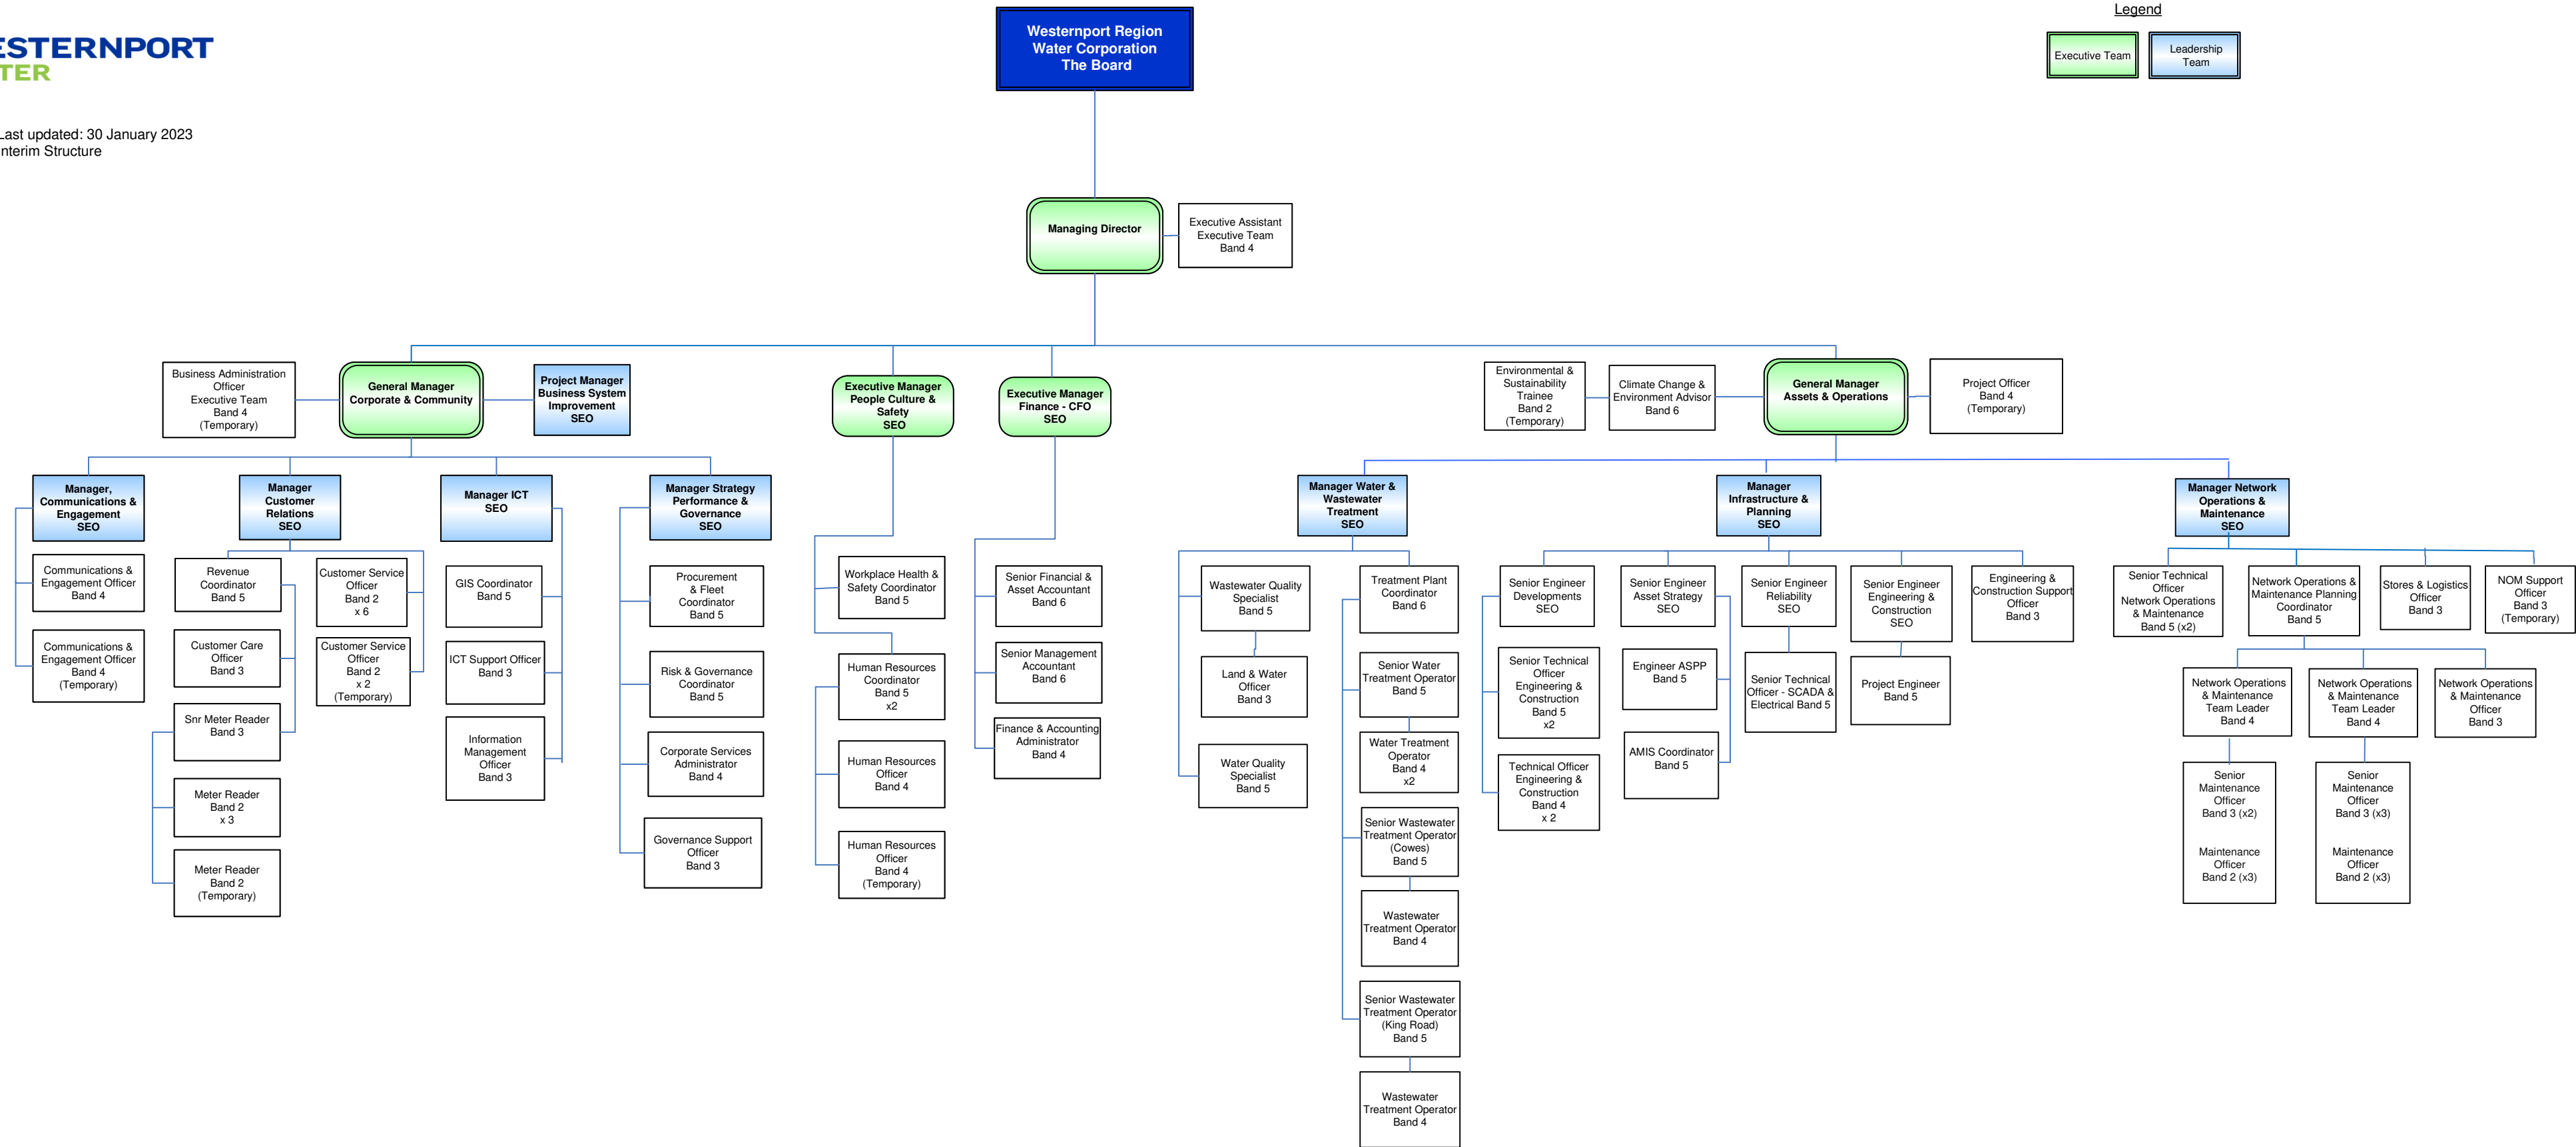 Westernport Region
Water Corporation
The Board
Legend
Executive Team
Leadership
Team
ESTERNPORT
TER
Last updated: 30 January 2023
nterim Structure
Managing Director
Executive Assistant
Executive Team
Band 4
Business Administration
Officer
Executive Team
Band 4
(Temporary)
General Manager
Corporate & Community
Project Manager
Business System
Improvement
SEO
Executive Manager
People Culture &
Safety
SEO
Executive Manager
Finance - CFO
SEO
Environmental &
Sustainability
Trainee
Band 2
(Temporary)
Climate Change &
Environment Advisor
Band 6
General Manager
Assets & Operations
Project Officer
Band 4
(Temporary)
Manager,
Communications &
Engagement
SEO
Manager
Customer
Relations
SEO
Manager ICT
SEO
Manager Strategy
Performance &
Governance
SEO
Manager Water &
Wastewater
Treatment
SEO
Manager
Infrastructure &
Planning
SEO
Manager Network
Operations &
Maintenance
SEO
Communications &
Engagement Officer
Band 4
Communications &
Engagement Officer
Band 4
(Temporary)
Revenue
Coordinator
Band 5
Customer Care
Officer
Band 3
Snr Meter Reader
Band 3
Meter Reader
Band 2
x 3
Meter Reader
Band 2
(Temporary)
Customer Service
Officer
Band 2
x 6
Customer Service
Officer
Band 2
x 2
(Temporary)
GIS Coordinator
Band 5
ICT Support Officer
Band 3
Information
Management
Officer
Band 3
Procurement
& Fleet
Coordinator
Band 5
Risk & Governance
Coordinator
Band 5
Corporate Services
Administrator
Band 4
Governance Support
Officer
Band 3
Workplace Health &
Safety Coordinator
Band 5
Human Resources
Coordinator
Band 5
x2
Human Resources
Officer
Band 4
Human Resources
Officer
Band 4
(Temporary)
Senior Financial &
Asset Accountant
Band 6
Senior Management
Accountant
Band 6
Finance & Accounting
Administrator
Band 4
Wastewater Quality
Specialist
Band 5
Land & Water
Officer
Band 3
Water Quality
Specialist
Band 5
Treatment Plant
Coordinator
Band 6
Senior Water
Treatment Operator
Band 5
Water Treatment
Operator
Band 4
x2
Senior Wastewater
Treatment Operator
(Cowes)
Band 5
Wastewater
Treatment Operator
Band 4
Senior Wastewater
Treatment Operator
(King Road)
Band 5
Wastewater
Treatment Operator
Band 4
Senior Engineer
Developments
SEO
Senior Technical
Officer
Engineering &
Construction
Band 5
x2
Technical Officer
Engineering &
Construction
Band 4
x 2
Senior Engineer
Asset Strategy
SEO
Engineer ASPP
Band 5
AMIS Coordinator
Band 5
Senior Engineer
Reliability
SEO
Senior Technical
Officer - SCADA &
Electrical Band 5
Senior Engineer
Engineering &
Construction
SEO
Project Engineer
Band 5
Engineering &
Construction Support
Officer
Band 3
Senior Technical
Officer
Network Operations
& Maintenance
Band 5 (x2)
Network Operations &
Maintenance Planning
Coordinator
Band 5
Stores & Logistics
Officer
Band 3
NOM Support
Officer
Band 3
(Temporary)
Network Operations
& Maintenance
Team Leader
Band 4
Network Operations
& Maintenance
Team Leader
Band 4
Network Operations
& Maintenance
Officer
Band 3
Senior
Maintenance
Officer
Band 3 (x2)
Maintenance
Officer
Band 2 (x3)
Senior
Maintenance
Officer
Band 3 (x3)
Maintenance
Officer
Band 2 (x3)